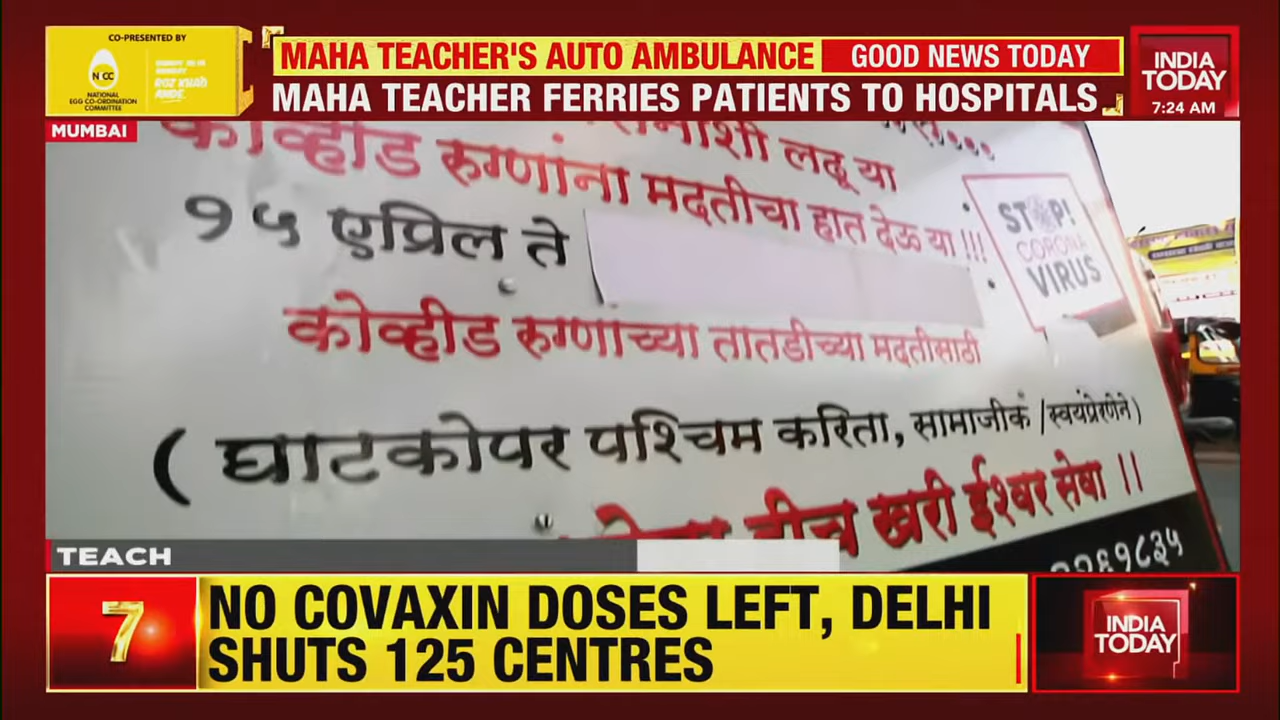 CO-PRESENTED BY
NECC
NATIONAL
EGG CO-ORDINATION
COMMITTEE
MAHA TEACHER'S AUTO AMBULANCE
GOOD NEWS TODAY
MAHA TEACHER FERRIES PATIENTS TO HOSPITALS
INDIA
TODAY
7:24 AM
MUMBAI
लढू या
कोव्हीड रुग्णांना मदतीचा हात देऊ या !!!
१५ एप्रिल ते
STOP!
CORONA
VIRUS
कोव्हीड रुग्णांच्या तातडीच्या मदतीसाठी
( घाटकोपर पश्चिम करिता, सामाजीक /स्वयंप्रेरणेने )
हीच खरी ईश्वर सेवा ||
TEACH
7
NO COVAXIN DOSES LEFT, DELHI
SHUTS 125 CENTRES
INDIA
TODAY